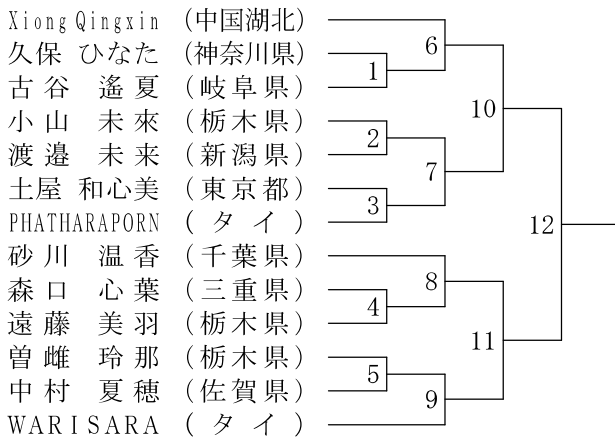 Xiong Qingxin (中国湖北)
久保 ひなた (神奈川県)
古谷 遙夏 (岐阜県)
小山 未來 (栃木県)
渡邉 未来 (新潟県)
土屋 和心美 (東京都)
PHATHARAPORN (タイ)
砂川 温香 (千葉県)
森口 心葉 (三重県)
遠藤 美羽 (栃木県)
曽雌 玲那 (栃木県)
中村 夏穂 (佐賀県)
WARISARA (タイ)
1
2
3
4
5
6
7
8
9
10
11
12